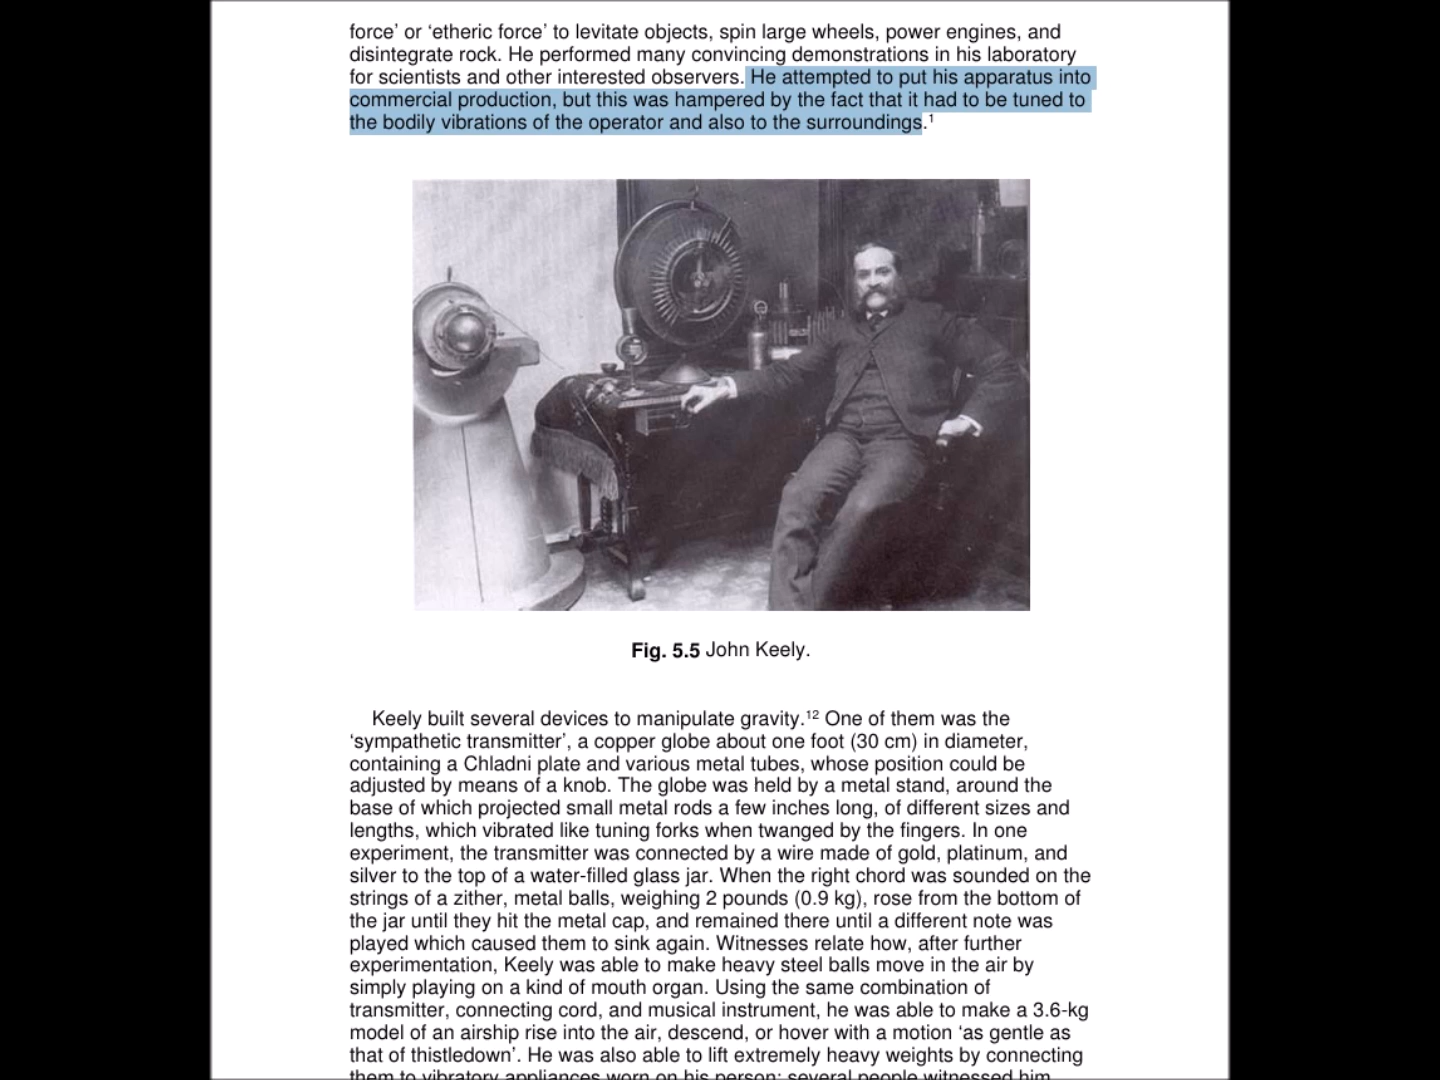 force’ or ‘etheric force’ to levitate objects, spin large wheels, power engines, and
disintegrate rock. He performed many convincing demonstrations in his laboratory
for scientists and other interested observers. He attempted to put his apparatus into
commercial production, but this was hampered by the fact that it had to be tuned to
the bodily vibrations of the operator and also to the surroundings.¹
Fig. 5.5 John Keely.
Keely built several devices to manipulate gravity.¹² One of them was the
‘sympathetic transmitter’, a copper globe about one foot (30 cm) in diameter,
containing a Chladni plate and various metal tubes, whose position could be
adjusted by means of a knob. The globe was held by a metal stand, around the
base of which projected small metal rods a few inches long, of different sizes and
lengths, which vibrated like tuning forks when twanged by the fingers. In one
experiment, the transmitter was connected by a wire made of gold, platinum, and
silver to the top of a water-filled glass jar. When the right chord was sounded on the
strings of a zither, metal balls, weighing 2 pounds (0.9 kg), rose from the bottom of
the jar until they hit the metal cap, and remained there until a different note was
played which caused them to sink again. Witnesses relate how, after further
experimentation, Keely was able to make heavy steel balls move in the air by
simply playing on a kind of mouth organ. Using the same combination of
transmitter, connecting cord, and musical instrument, he was able to make a 3.6-kg
model of an airship rise into the air, descend, or hover with a motion ‘as gentle as
that of thistledown’. He was also able to lift extremely heavy weights by connecting
them to vibratory appliances worn on his person; several people witnessed him